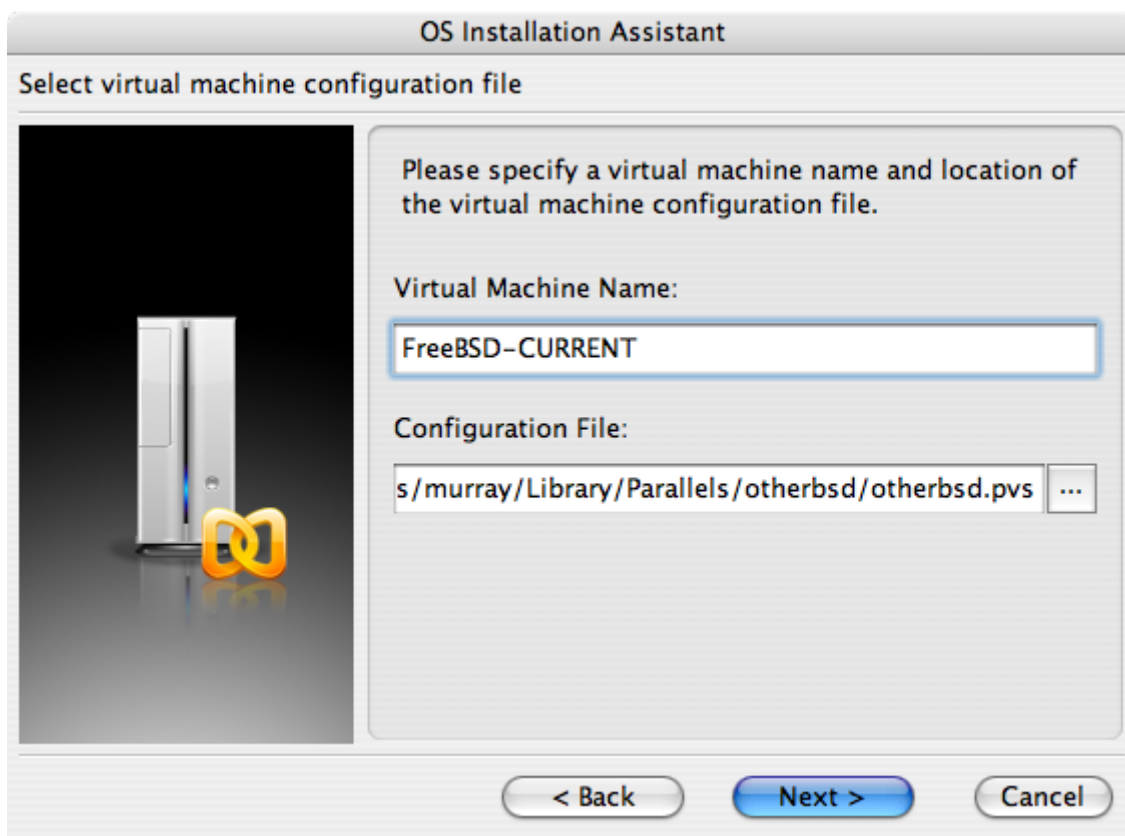 OS Installation Assistant
Select virtual machine configuration file
Please specify a virtual machine name and location of
the virtual machine configuration file.
Virtual Machine Name:
FreeBSD-CURRENT
Configuration File:
s/murray/Library/Parallels/otherbsd/otherbsd.pvs ...
< Back Next > Cancel